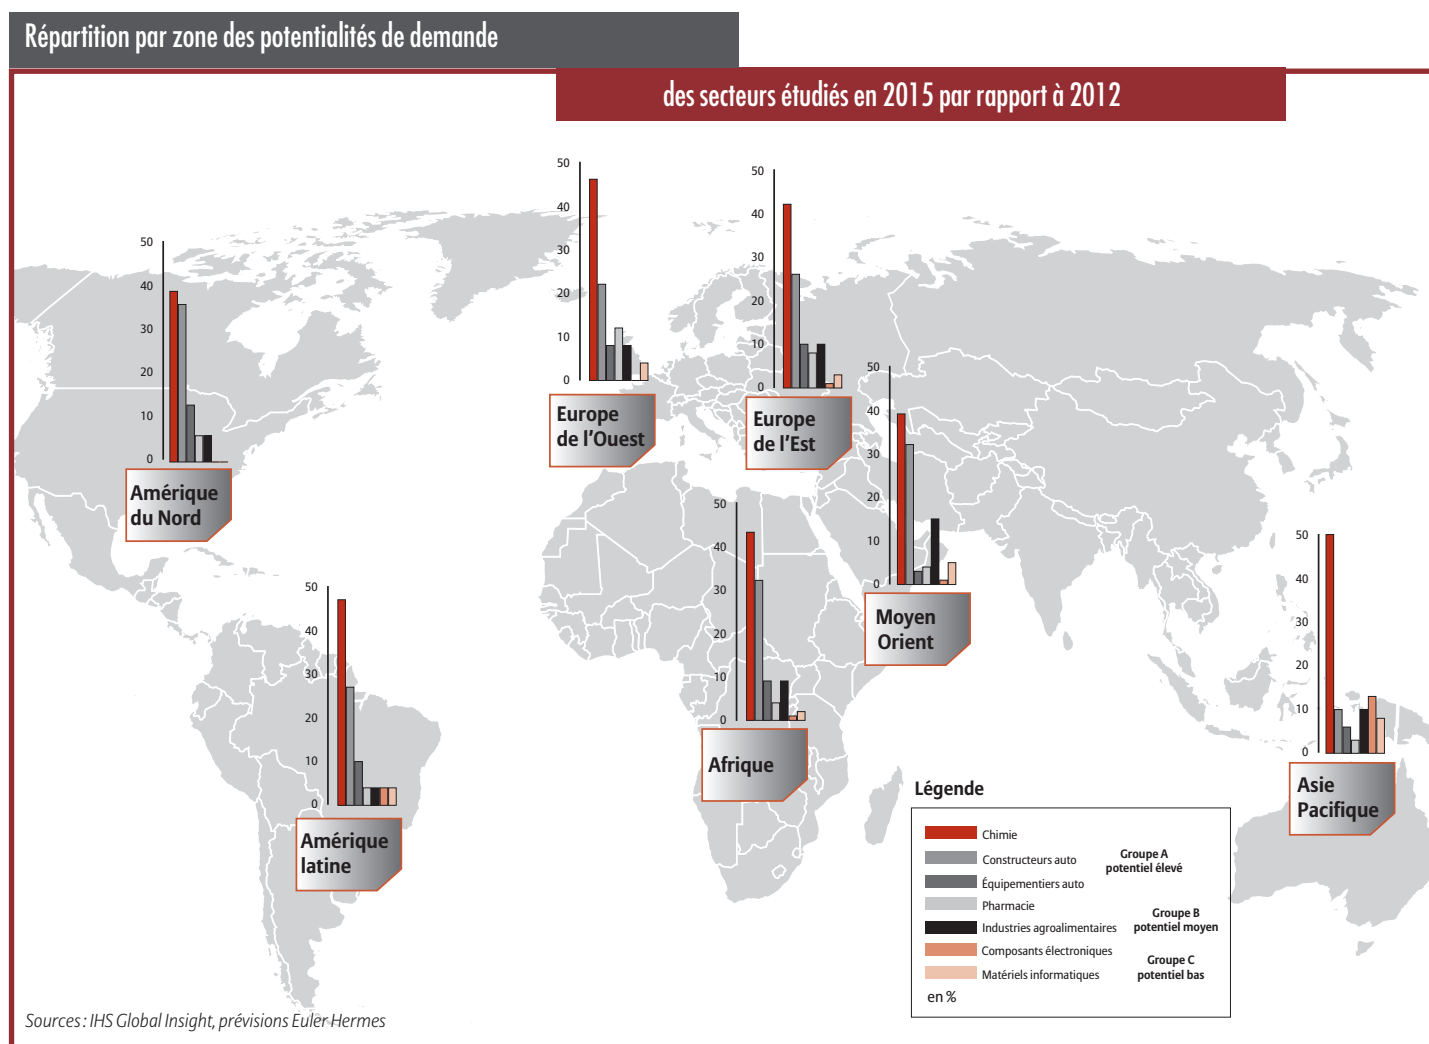 Répartition par zone des potentialités de demande
des secteurs étudiés en 2015 par rapport à 2012
50
40
30
20
10
0
Amérique
du Nord
50
40
30
20
10
0
Europe
de l'Ouest
50
40
30
20
10
0
Europe
de l'Est
50
40
30
20
10
0
Moyen
Orient
50
40
30
20
10
0
Afrique
50
40
30
20
10
0
Amérique
latine
50
40
30
20
10
0
Asie
Pacifique
Légende
Chimie
Constructeurs auto
Équipementiers auto
Groupe A
potentiel élevé
Pharmacie
Industries agroalimentaires
Groupe B
potentiel moyen
Composants électroniques
Matériels informatiques
Groupe C
potentiel bas
en %
Sources : IHS Global Insight, prévisions Euler Hermes